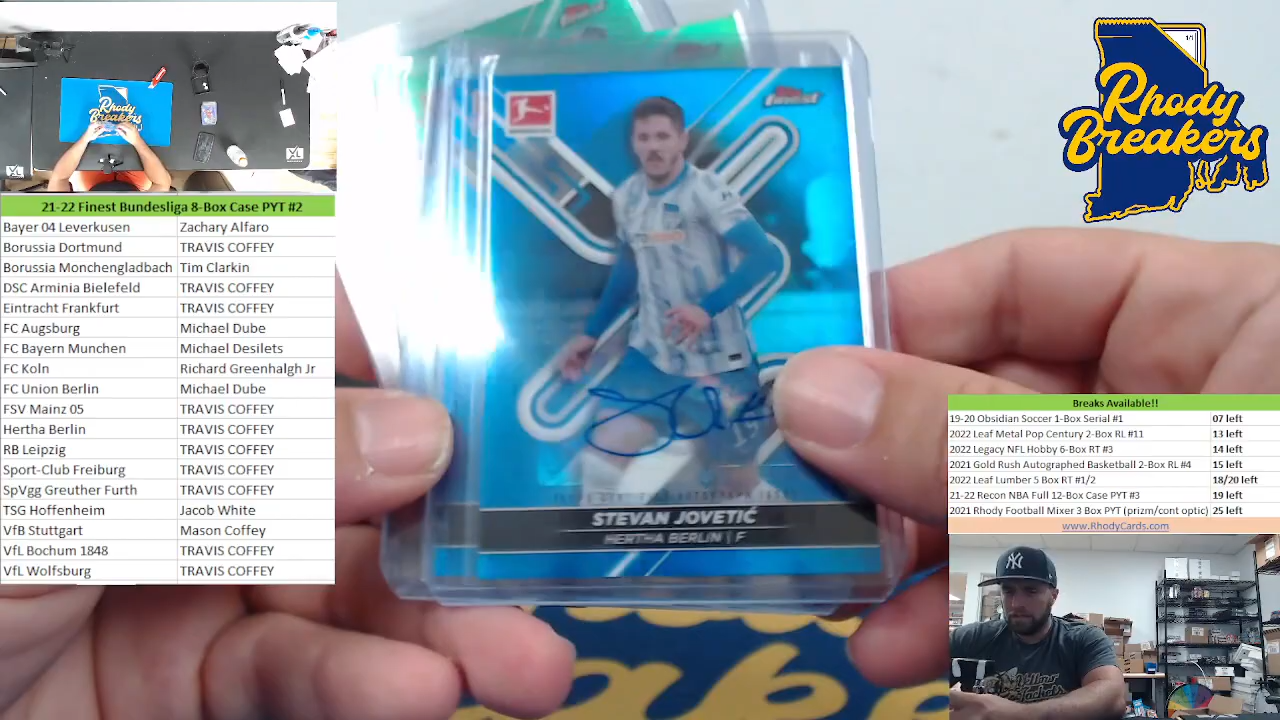 Rhody
Breakers
21-22 Finest Bundesliga 8-Box Case PYT #2
Bayer 04 Leverkusen Zachary Alfaro
Borussia Dortmund TRAVIS COFFEY
Borussia Monchengladbach Tim Clarkin
DSC Arminia Bielefeld TRAVIS COFFEY
Eintracht Frankfurt TRAVIS COFFEY
FC Augsburg Michael Dube
FC Bayern Munchen Michael Desilets
FC Koln Richard Greenhalgh Jr
FC Union Berlin Michael Dube
FSV Mainz 05 TRAVIS COFFEY
Hertha Berlin TRAVIS COFFEY
RB Leipzig TRAVIS COFFEY
Sport-Club Freiburg TRAVIS COFFEY
SpVgg Greuther Furth TRAVIS COFFEY
TSG Hoffenheim Jacob White
VfB Stuttgart Mason Coffey
VfL Bochum 1848 TRAVIS COFFEY
VfL Wolfsburg TRAVIS COFFEY
Finest
STEVAN JOVETIĆ
HERTHA BERLIN | F
1/1
Rhody
Breakers
Breaks Available!!
19-20 Obsidian Soccer 1-Box Serial #1 07 left
2022 Leaf Metal Pop Century 2-Box RL #11 13 left
2022 Legacy NFL Hobby 6-Box RT #3 14 left
2021 Gold Rush Autographed Basketball 2-Box RL #4 15 left
2022 Leaf Lumber 5 Box RT #1/2 18/20 left
21-22 Recon NBA Full 12-Box Case PYT #3 19 left
2021 Rhody Football Mixer 3 Box PYT (prizm/cont optic) 25 left
www.RhodyCards.com
NY
Yellow
Jackets